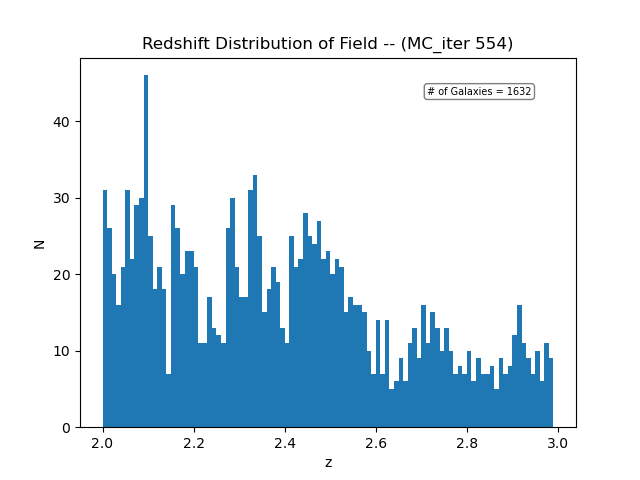 Redshift Distribution of Field -- (MC_iter 554)
# of Galaxies = 1632
N
40
30
20
10
0
2.0 2.2 2.4 2.6 2.8 3.0
z